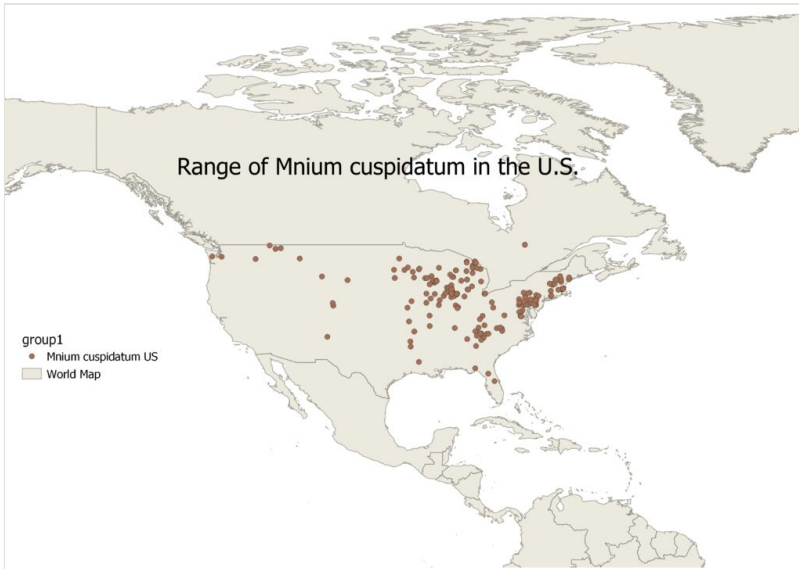 Range of Mnium cuspidatum in the U.S.
group1
Mnium cuspidatum US
World Map